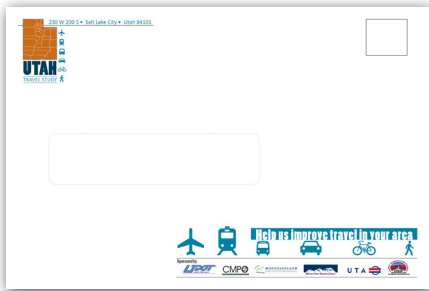 230 W 200 S • Salt Lake City • Utah 84101
UTAH
TRAVEL STUDY
Help us improve travel in your area
Sponsored by
UDOT CMPO UTA